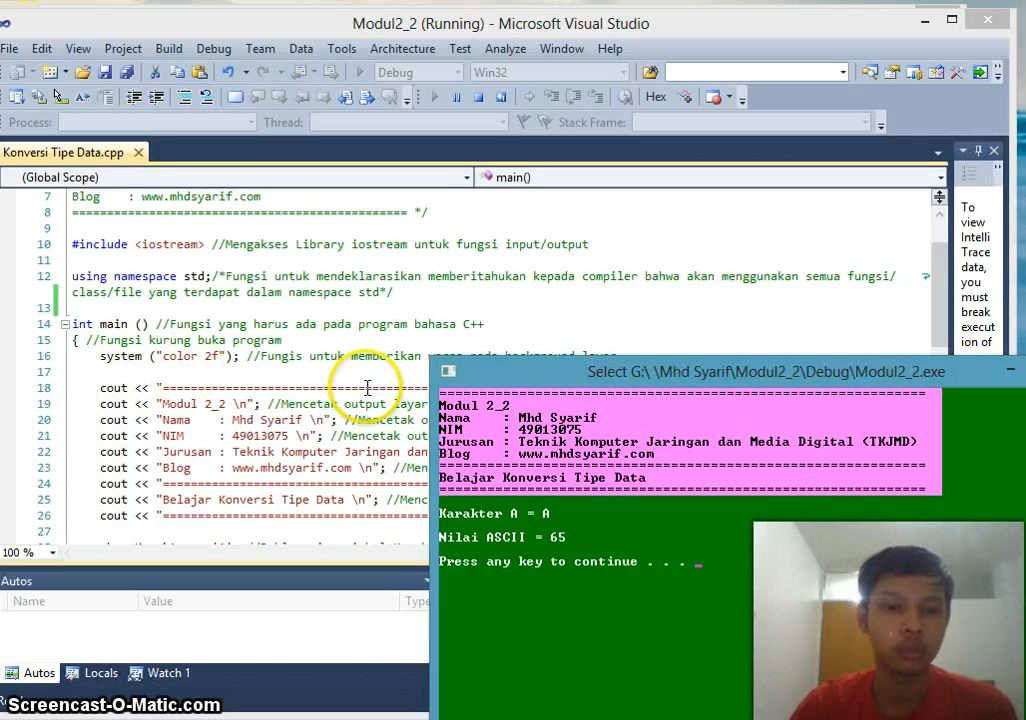 Modul2_2 (Running) - Microsoft Visual Studio
File Edit View Project Build Debug Team Data Tools Architecture Test Analyze Window Help
Debug Win32
Hex
Process: Thread: Stack Frame:
Konversi Tipe Data.cpp
(Global Scope) main()
7 Blog : www.mhdsyarif.com
8 ================================================ */
9
10 #include <iostream> //Mengakses Library iostream untuk fungsi input/output
11
12 using namespace std;/*Fungsi untuk mendeklarasikan memberitahukan kepada compiler bahwa akan menggunakan semua fungsi/
class/file yang terdapat dalam namespace std*/
13
14 int main () //Fungsi yang harus ada pada program bahasa C++
15 { //Fungsi kurung buka program
16 system ("color 2f"); //Fungis untuk memberikan pada background
17
18 cout << "======================================
19 cout << "Modul 2_2 \n"; //Mencetak output
20 cout << "Nama : Mhd Syarif \n"; //Mencetak
21 cout << "NIM : 49013075 \n"; //Mencetak out
22 cout << "Jurusan : Teknik Komputer Jaringan dan
23 cout << "Blog : www.mhdsyarif.com \n";
24 cout << "======================================
25 cout << "Belajar Konversi Tipe Data \n";
26 cout << "======================================
27
100 %
To
view
Intelli
Trace
data,
you
must
break
execut
ion of
Autos
Name Value
Autos Locals Watch 1
Select G:\ \Mhd Syarif\Modul2_2\Debug\Modul2_2.exe
=============================================================
Modul 2_2
Nama : Mhd Syarif
NIM : 49013075
Jurusan : Teknik Komputer Jaringan dan Media Digital (TKJMD)
Blog : www.mhdsyarif.com
=============================================================
Belajar Konversi Tipe Data
=============================================================
Karakter A = A
Nilai ASCII = 65
Press any key to continue . . .
Screencast-O-Matic.com